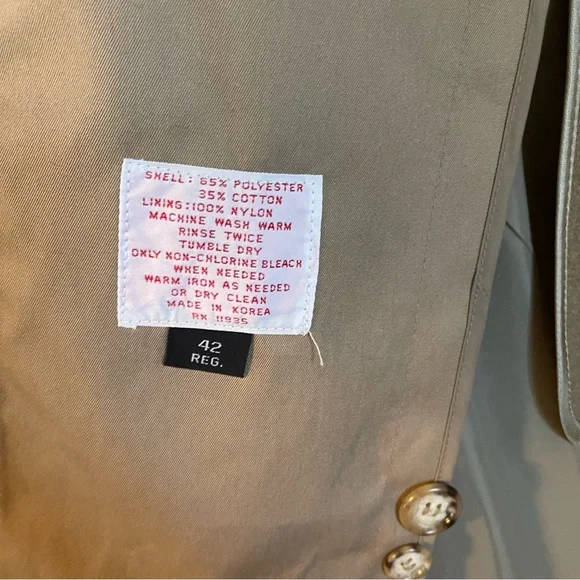 SHELL: 65% POLYESTER
35% COTTON
LINING:100% NYLON
MACHINE WASH WARM
RINSE TWICE
TUMBLE DRY
ONLY NON-CHLORINE BLEACH
WHEN NEEDED
WARM IRON AS NEEDED
OR DRY CLEAN
MADE IN KOREA
RN 11935
42
REG.